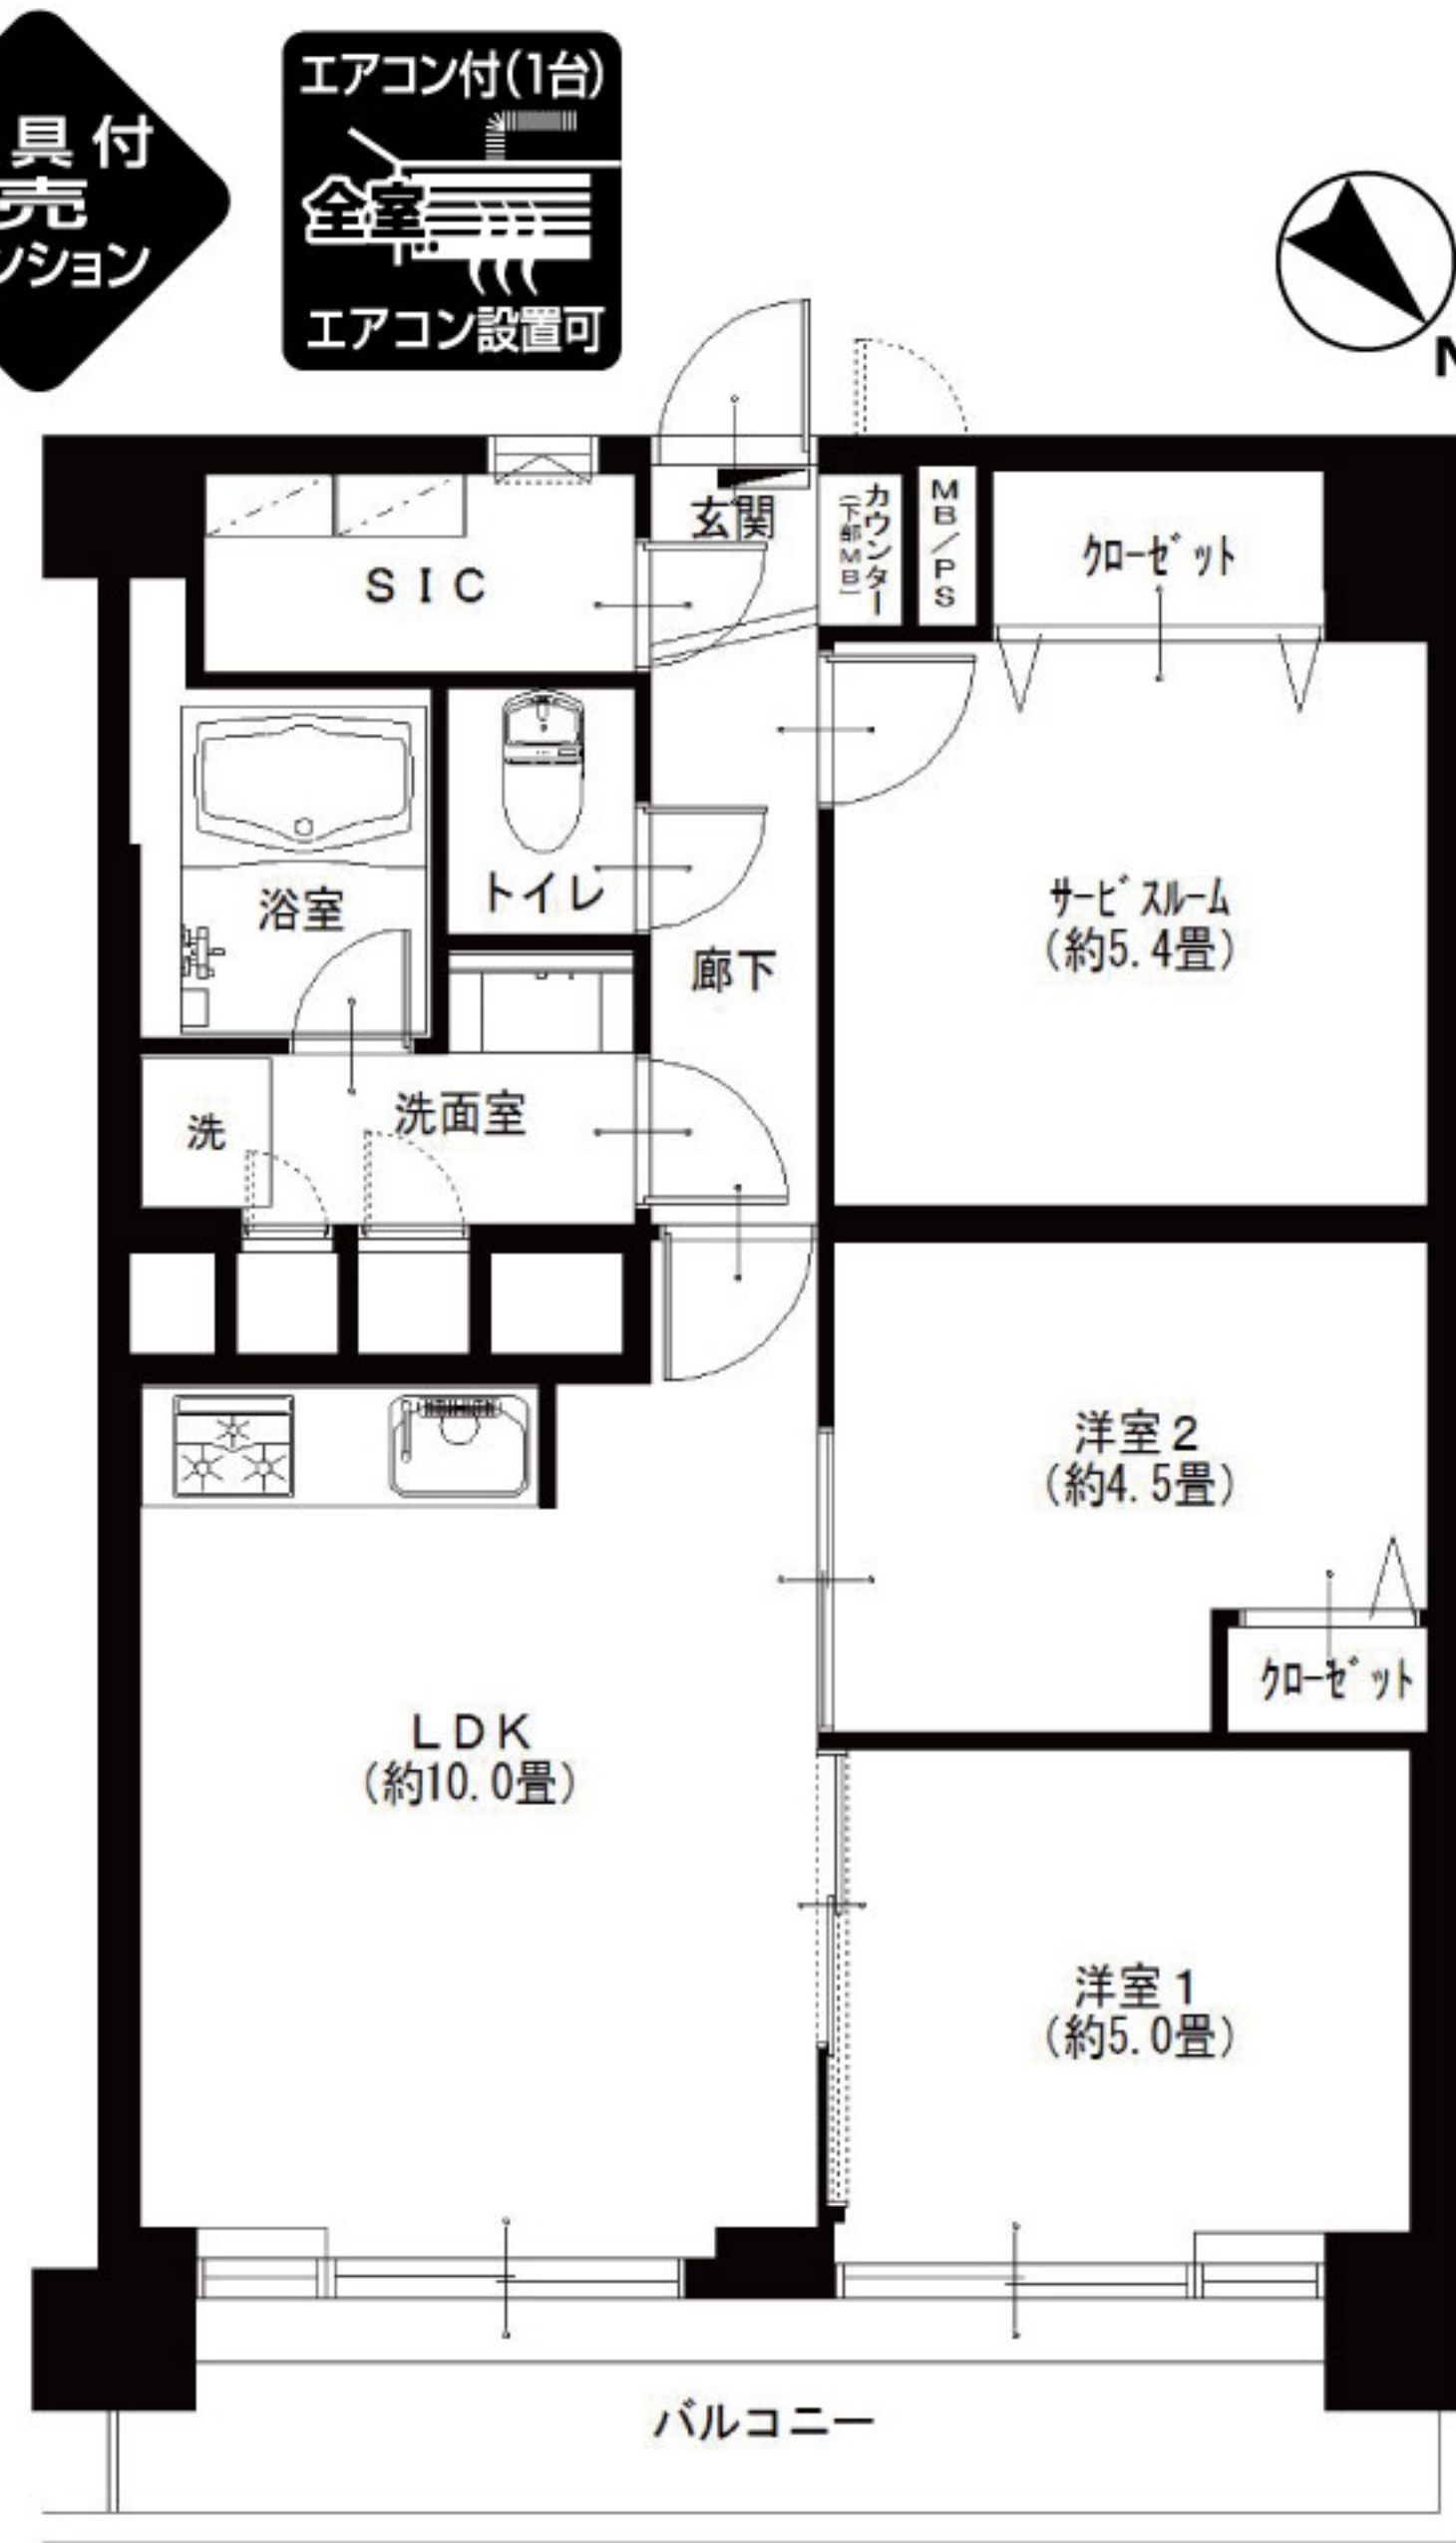 具付
売
ンション
エアコン付(1台)
全室
エアコン設置可
N
玄関
カウンター
(下部MB)
MB/PS
クローゼット
SIC
浴室
トイレ
廊下
サービスルーム
(約5.4畳)
洗
洗面室
洋室2
(約4.5畳)
クローゼット
LDK
(約10.0畳)
洋室1
(約5.0畳)
バルコニー